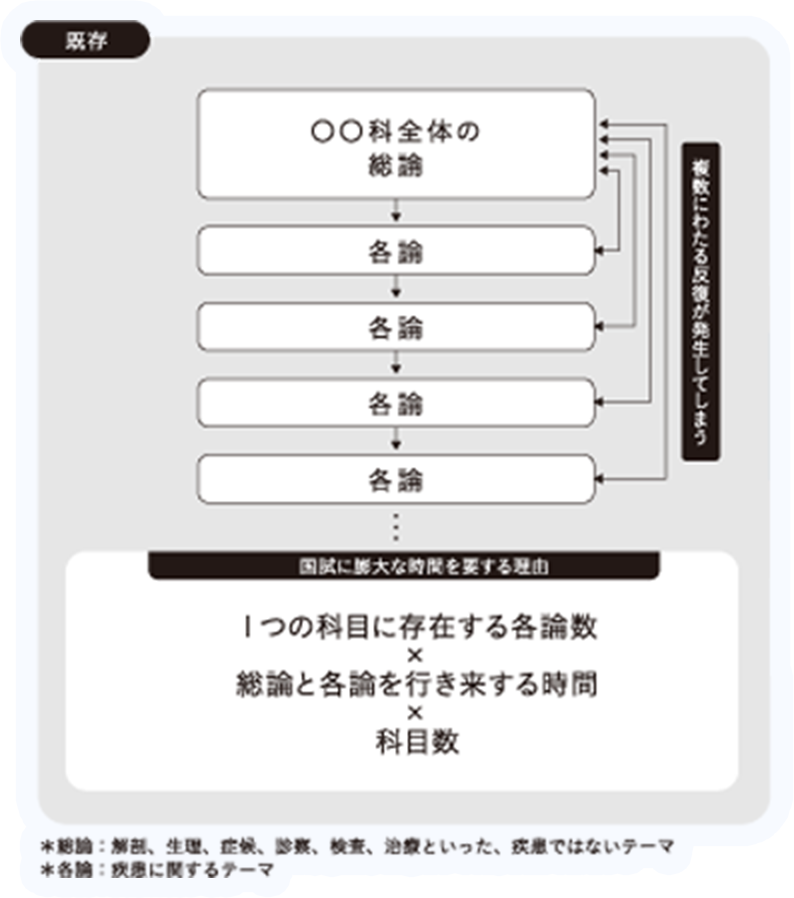 既存
〇〇科全体の
総論
各論
各論
各論
各論
複数にわたる反復が発生してしまう
国試に膨大な時間を要する理由
1つの科目に存在する各論数
×
総論と各論を行き来する時間
×
科目数
＊総論：解剖、生理、症候、診察、検査、治療といった、疾患ではないテーマ
＊各論：疾患に関するテーマ